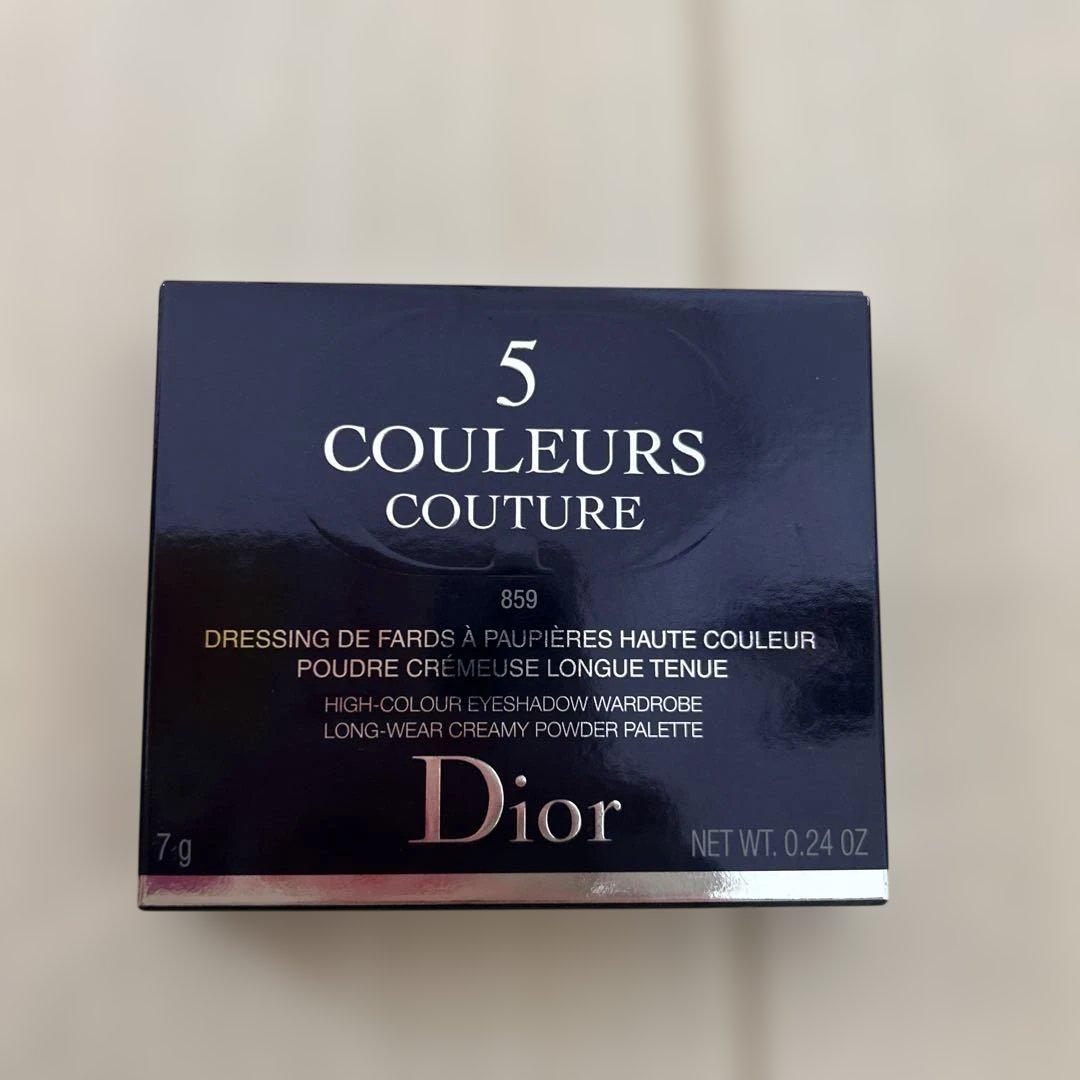 5
COULEURS
COUTURE
859
DRESSING DE FARDS À PAUPIÈRES HAUTE COULEUR
POUDRE CRÉMEUSE LONGUE TENUE
HIGH-COLOUR EYESHADOW WARDROBE
LONG-WEAR CREAMY POWDER PALETTE
Dior
7 g
NET WT. 0.24 OZ